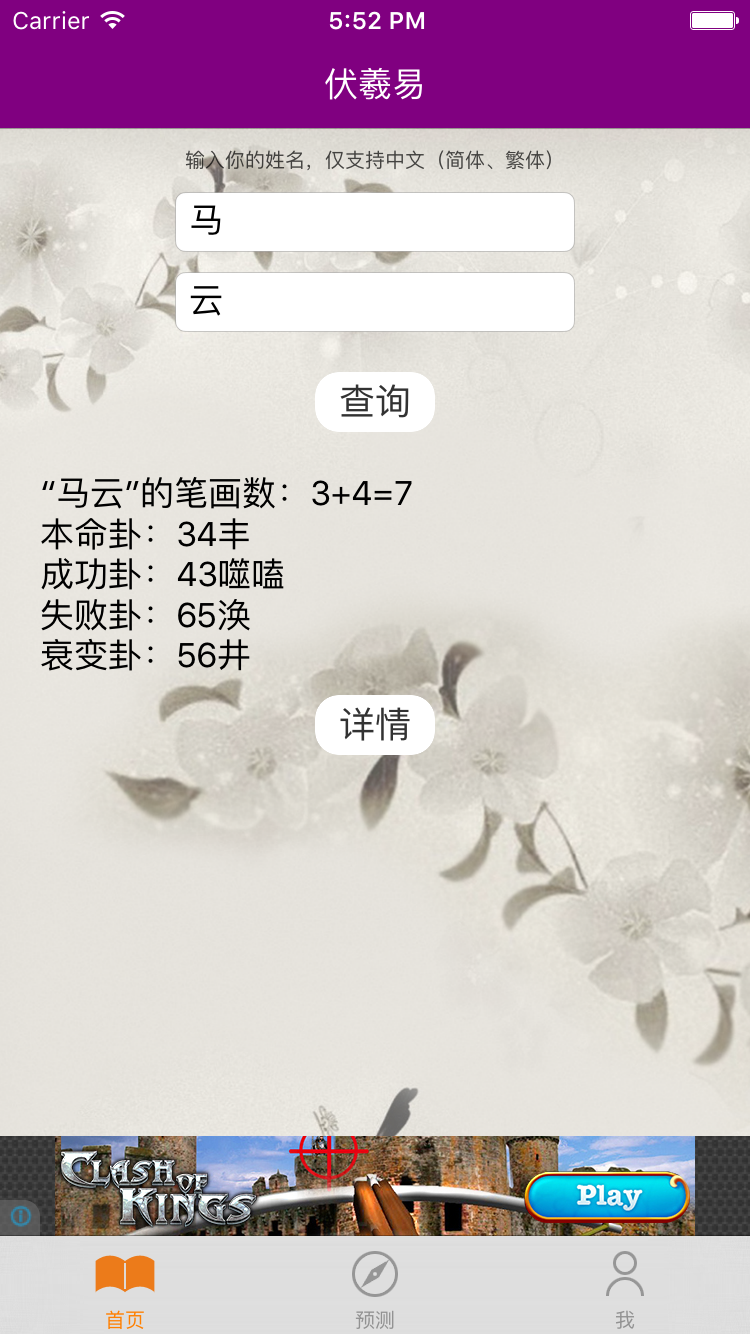 Carrier 5:52 PM
伏羲易
输入你的姓名，仅支持中文（简体、繁体）
马
云
查询
“马云”的笔画数：3+4=7
本命卦：34丰
成功卦：43噬嗑
失败卦：65涣
衰变卦：56井
详情
CLASH OF KINGS
Play
首页 预测 我